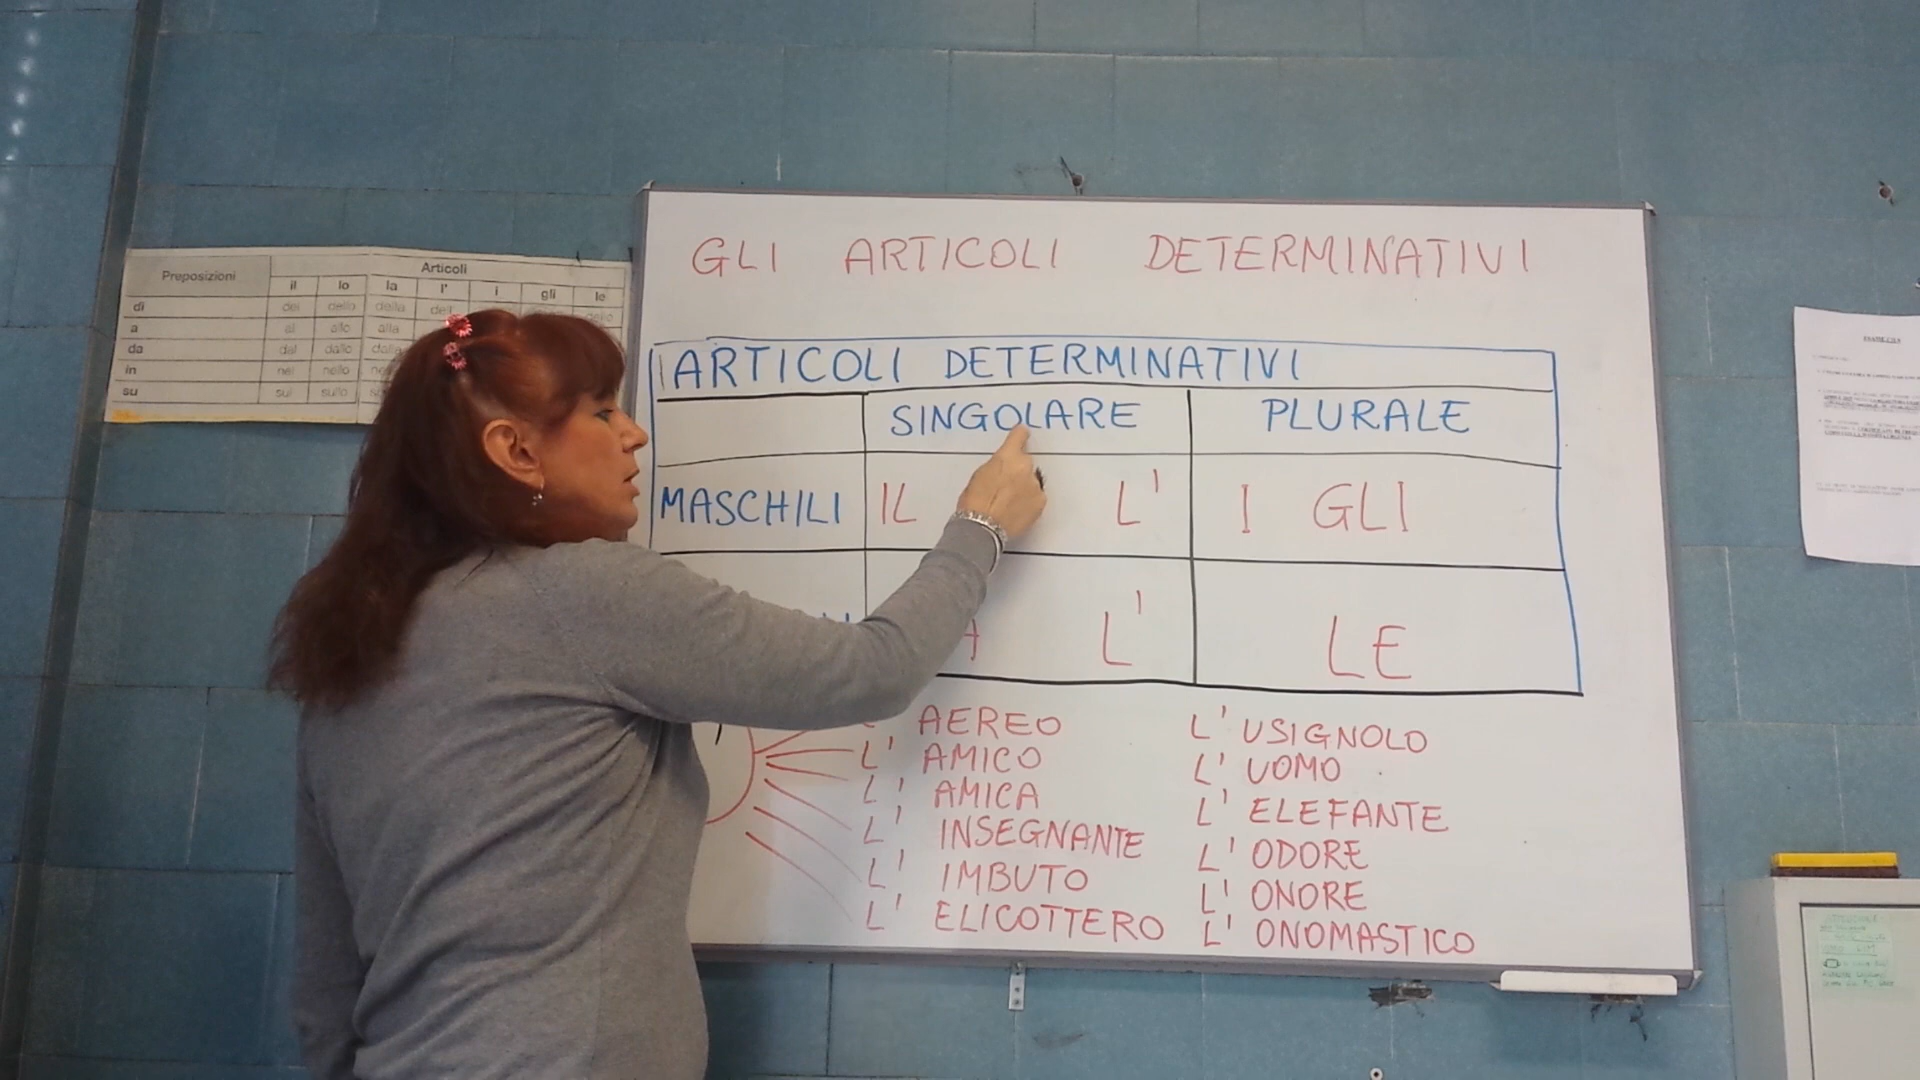 GLI ARTICOLI DETERMINATIVI
ARTICOLI DETERMINATIVI
SINGOLARE PLURALE
MASCHILI IL L' I GLI
L' LE
L' AEREO
L' AMICO
L' AMICA
L' INSEGNANTE
L' IMBUTO
L' ELICOTTERO
L' USIGNOLO
L' UOMO
L' ELEFANTE
L' ODORE
L' ONORE
L' ONOMASTICO
Preposizioni Articoli
il lo la l' i gli le
di del dello della dell'
a al allo alla
da dal dallo
in nel nello
su sul sullo